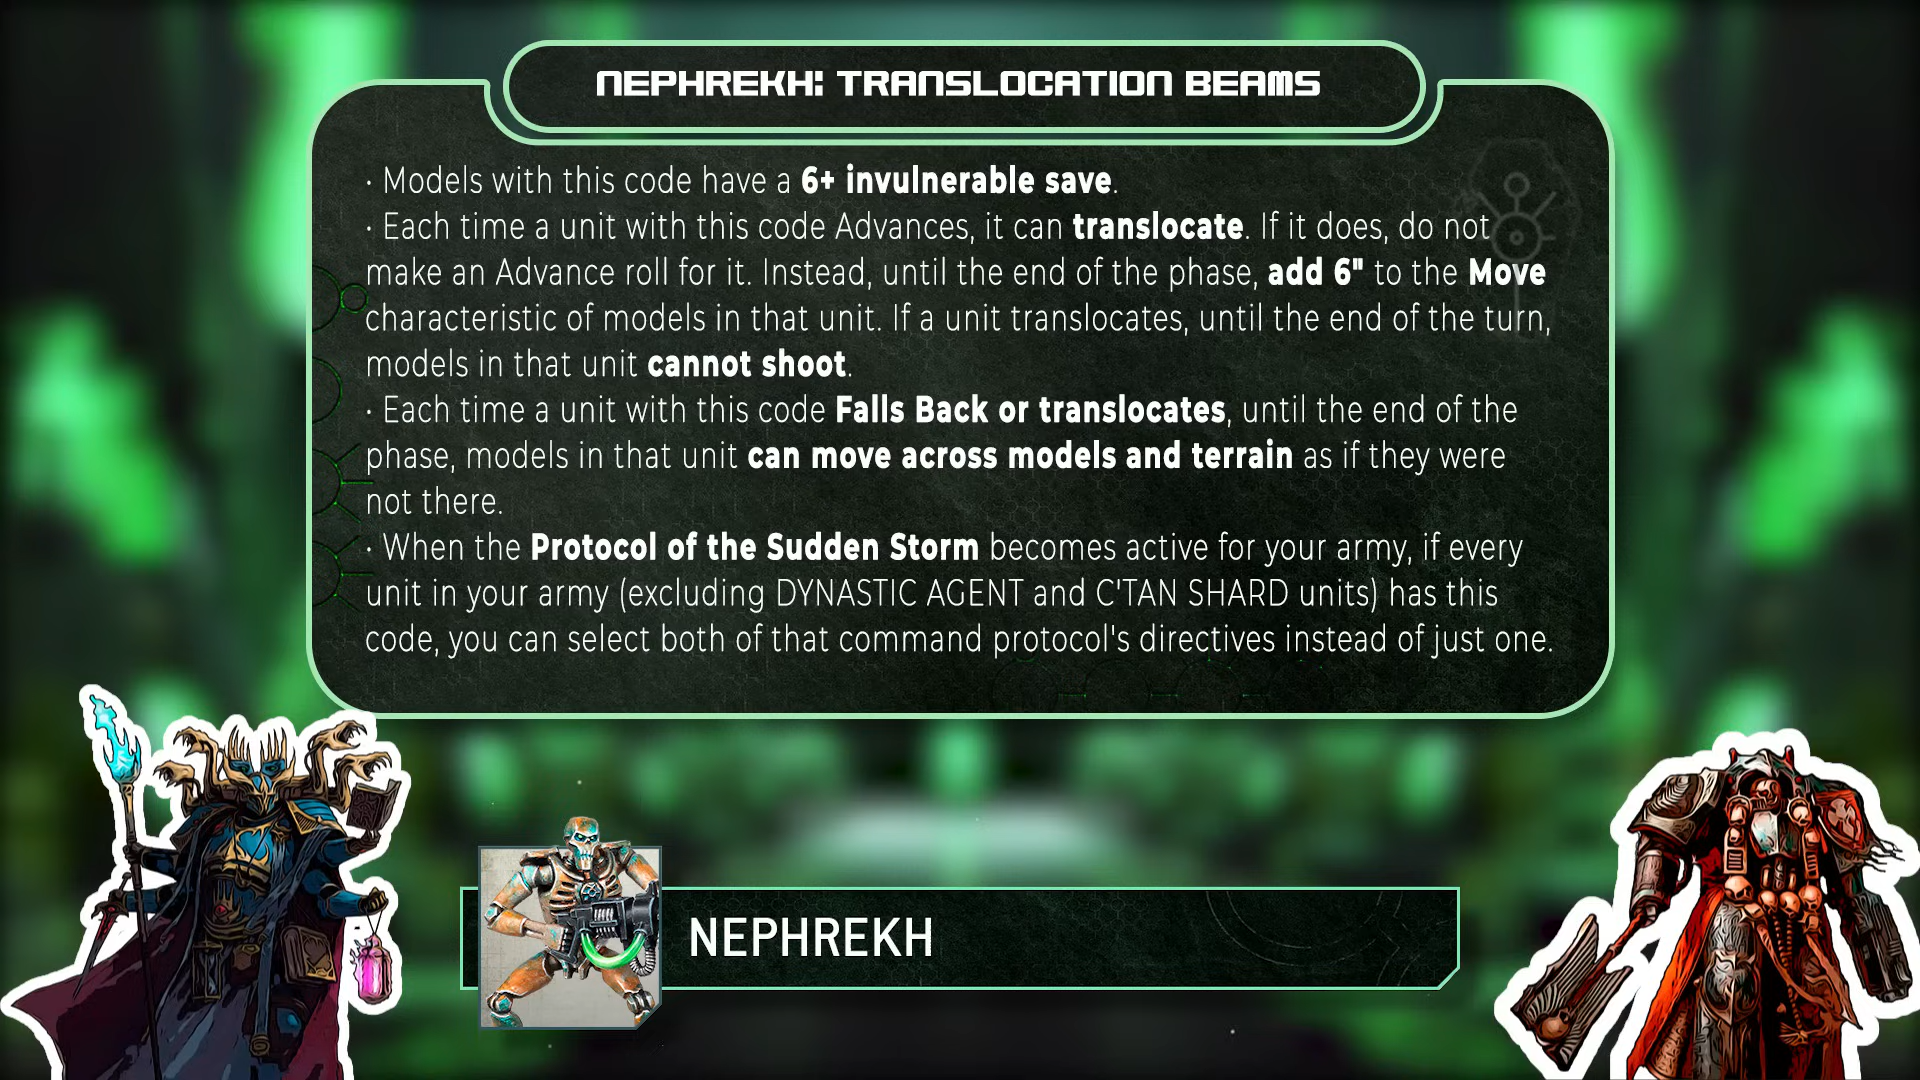 NEPHREKH: TRANSLOCATION BEAMS
· Models with this code have a 6+ invulnerable save.
· Each time a unit with this code Advances, it can translocate. If it does, do not
make an Advance roll for it. Instead, until the end of the phase, add 6" to the Move
characteristic of models in that unit. If a unit translocates, until the end of the turn,
models in that unit cannot shoot.
· Each time a unit with this code Falls Back or translocates, until the end of the
phase, models in that unit can move across models and terrain as if they were
not there.
· When the Protocol of the Sudden Storm becomes active for your army, if every
unit in your army (excluding DYNASTIC AGENT and C'TAN SHARD units) has this
code, you can select both of that command protocol's directives instead of just one.
NEPHREKH